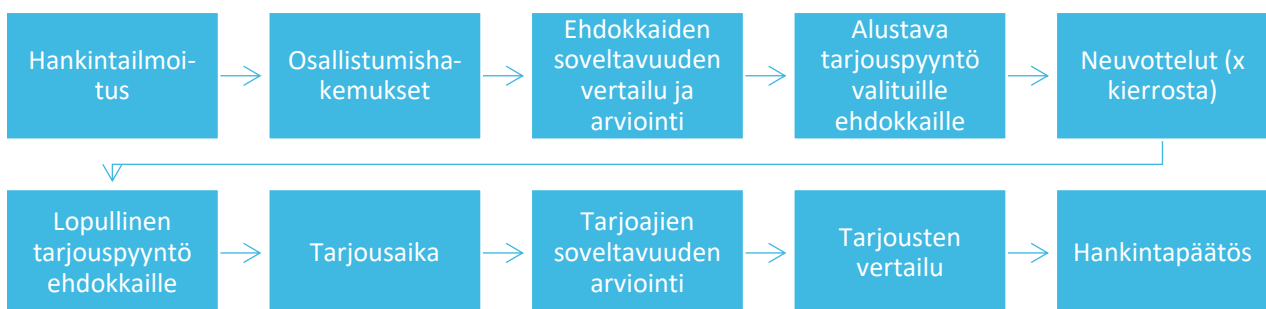 Hankintailmoi-
tus
Osallistumisha-
kemukset
Ehdokkaiden
soveltavuuden
vertailu ja
arviointi
Alustava
tarjouspyyntö
valituille
ehdokkaille
Neuvottelut (x
kierrosta)
Lopullinen
tarjouspyyntö
ehdokkaille
Tarjousaika
Tarjoajien
soveltavuuden
arviointi
Tarjousten
vertailu
Hankintapäätös